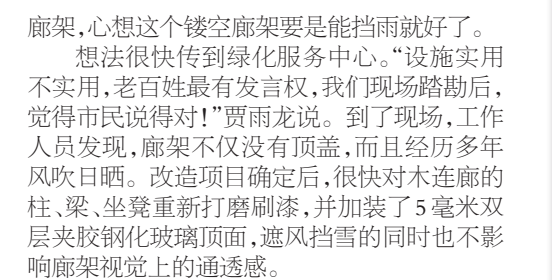 廊架,心想这个镂空廊架要是能挡雨就好了。
想法很快传到绿化服务中心。“设施实用
不实用,老百姓最有发言权,我们现场踏勘后,
觉得市民说得对!”贾雨龙说。到了现场,工作
人员发现,廊架不仅没有顶盖,而且经历多年
风吹日晒。改造项目确定后,很快对木连廊的
柱、梁、坐凳重新打磨刷漆,并加装了5毫米双
层夹胶钢化玻璃顶面,遮风挡雪的同时也不影
响廊架视觉上的通透感。